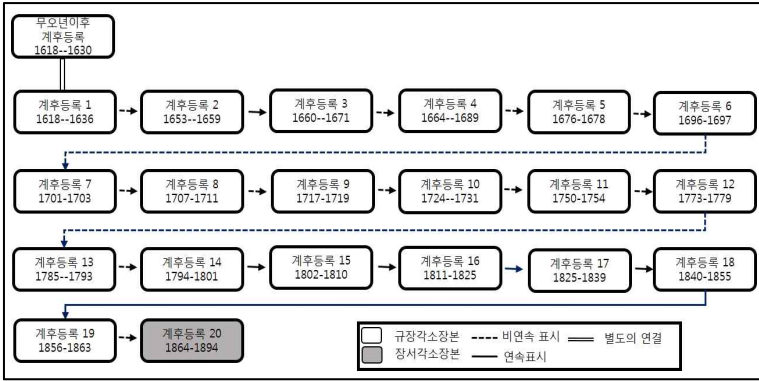 무오년이후
계후등록
1618--1630
계후등록 1
1618--1636
계후등록 2
1653--1659
계후등록 3
1660--1671
계후등록 4
1664--1689
계후등록 5
1676-1678
계후등록 6
1696-1697
계후등록 7
1701-1703
계후등록 8
1707-1711
계후등록 9
1717-1719
계후등록 10
1724--1731
계후등록 11
1750-1754
계후등록 12
1773-1779
계후등록 13
1785--1793
계후등록 14
1794-1801
계후등록 15
1802-1810
계후등록 16
1811-1825
계후등록 17
1825-1839
계후등록 18
1840-1855
계후등록 19
1856-1863
계후등록 20
1864-1894
규장각소장본 비연속 표시 별도의 연결
장서각소장본 연속표시